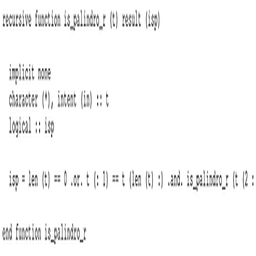 recursive function is_palindro_r (t) result (isp)
implicit none
character (*), intent (in) :: t
logical :: isp
isp = len (t) == 0 .or. t (: 1) == t (len (t) :) .and. is_palindro_r (t (2 :
end function is_palindro_r